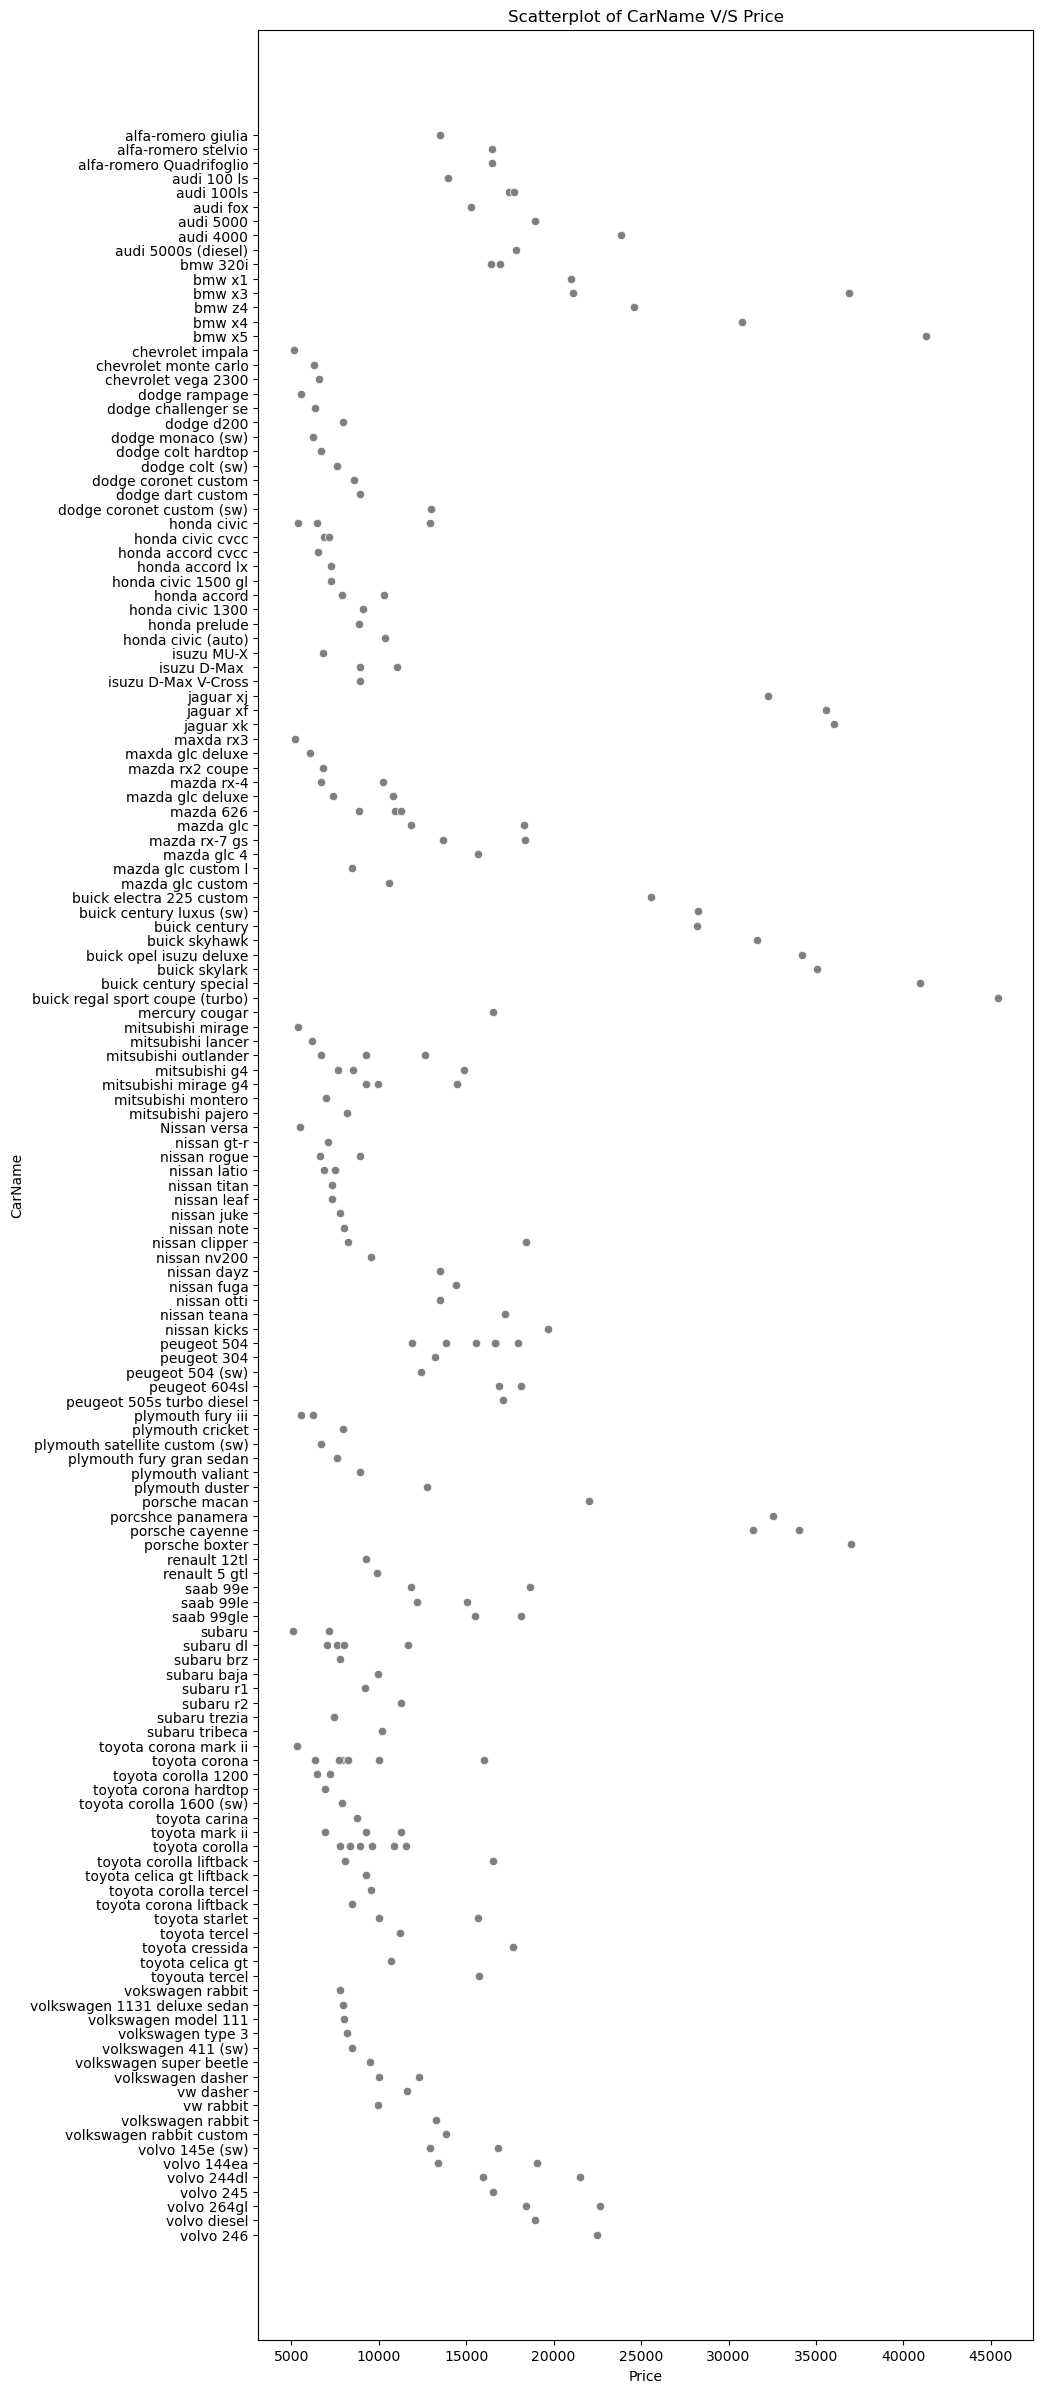 Scatterplot of CarName V/S Price
alfa-romero giulia
alfa-romero stelvio
alfa-romero Quadrifoglio
audi 100 ls
audi 100ls
audi fox
audi 5000
audi 4000
audi 5000s (diesel)
bmw 320i
bmw x1
bmw x3
bmw z4
bmw x4
bmw x5
chevrolet impala
chevrolet monte carlo
chevrolet vega 2300
dodge rampage
dodge challenger se
dodge d200
dodge monaco (sw)
dodge colt hardtop
dodge colt (sw)
dodge coronet custom
dodge dart custom
dodge coronet custom (sw)
honda civic
honda civic cvcc
honda accord cvcc
honda accord lx
honda civic 1500 gl
honda accord
honda civic 1300
honda prelude
honda civic (auto)
isuzu MU-X
isuzu D-Max
isuzu D-Max V-Cross
jaguar xj
jaguar xf
jaguar xk
maxda rx3
maxda glc deluxe
mazda rx2 coupe
mazda rx-4
mazda glc deluxe
mazda 626
mazda glc
mazda rx-7 gs
mazda glc 4
mazda glc custom l
mazda glc custom
buick electra 225 custom
buick century luxus (sw)
buick century
buick skyhawk
buick opel isuzu deluxe
buick skylark
buick century special
buick regal sport coupe (turbo)
mercury cougar
mitsubishi mirage
mitsubishi lancer
mitsubishi outlander
mitsubishi g4
mitsubishi mirage g4
mitsubishi montero
mitsubishi pajero
Nissan versa
nissan gt-r
nissan rogue
nissan latio
nissan titan
nissan leaf
nissan juke
nissan note
nissan clipper
nissan nv200
nissan dayz
nissan fuga
nissan otti
nissan teana
nissan kicks
peugeot 504
peugeot 304
peugeot 504 (sw)
peugeot 604sl
peugeot 505s turbo diesel
plymouth fury iii
plymouth cricket
plymouth satellite custom (sw)
plymouth fury gran sedan
plymouth valiant
plymouth duster
porsche macan
porcshce panamera
porsche cayenne
porsche boxter
renault 12tl
renault 5 gtl
saab 99e
saab 99le
saab 99gle
subaru
subaru dl
subaru brz
subaru baja
subaru r1
subaru r2
subaru trezia
subaru tribeca
toyota corona mark ii
toyota corona
toyota corolla 1200
toyota corona hardtop
toyota corolla 1600 (sw)
toyota carina
toyota mark ii
toyota corolla
toyota corolla liftback
toyota celica gt liftback
toyota corolla tercel
toyota corona liftback
toyota starlet
toyota tercel
toyota cressida
toyota celica gt
toyouta tercel
vokswagen rabbit
volkswagen 1131 deluxe sedan
volkswagen model 111
volkswagen type 3
volkswagen 411 (sw)
volkswagen super beetle
volkswagen dasher
vw dasher
vw rabbit
volkswagen rabbit
volkswagen rabbit custom
volvo 145e (sw)
volvo 144ea
volvo 244dl
volvo 245
volvo 264gl
volvo diesel
volvo 246
CarName
5000 10000 15000 20000 25000 30000 35000 40000 45000
Price